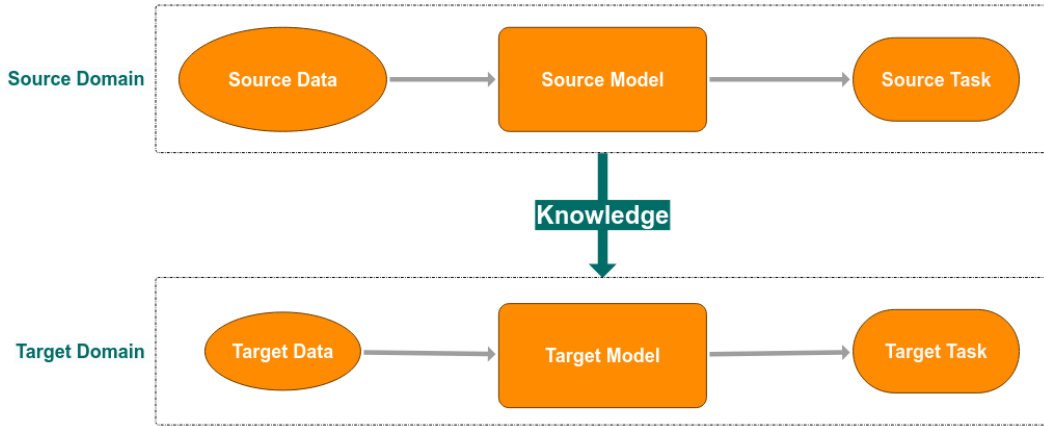 Source Domain
Source Data
Source Model
Source Task
Knowledge
Target Domain
Target Data
Target Model
Target Task